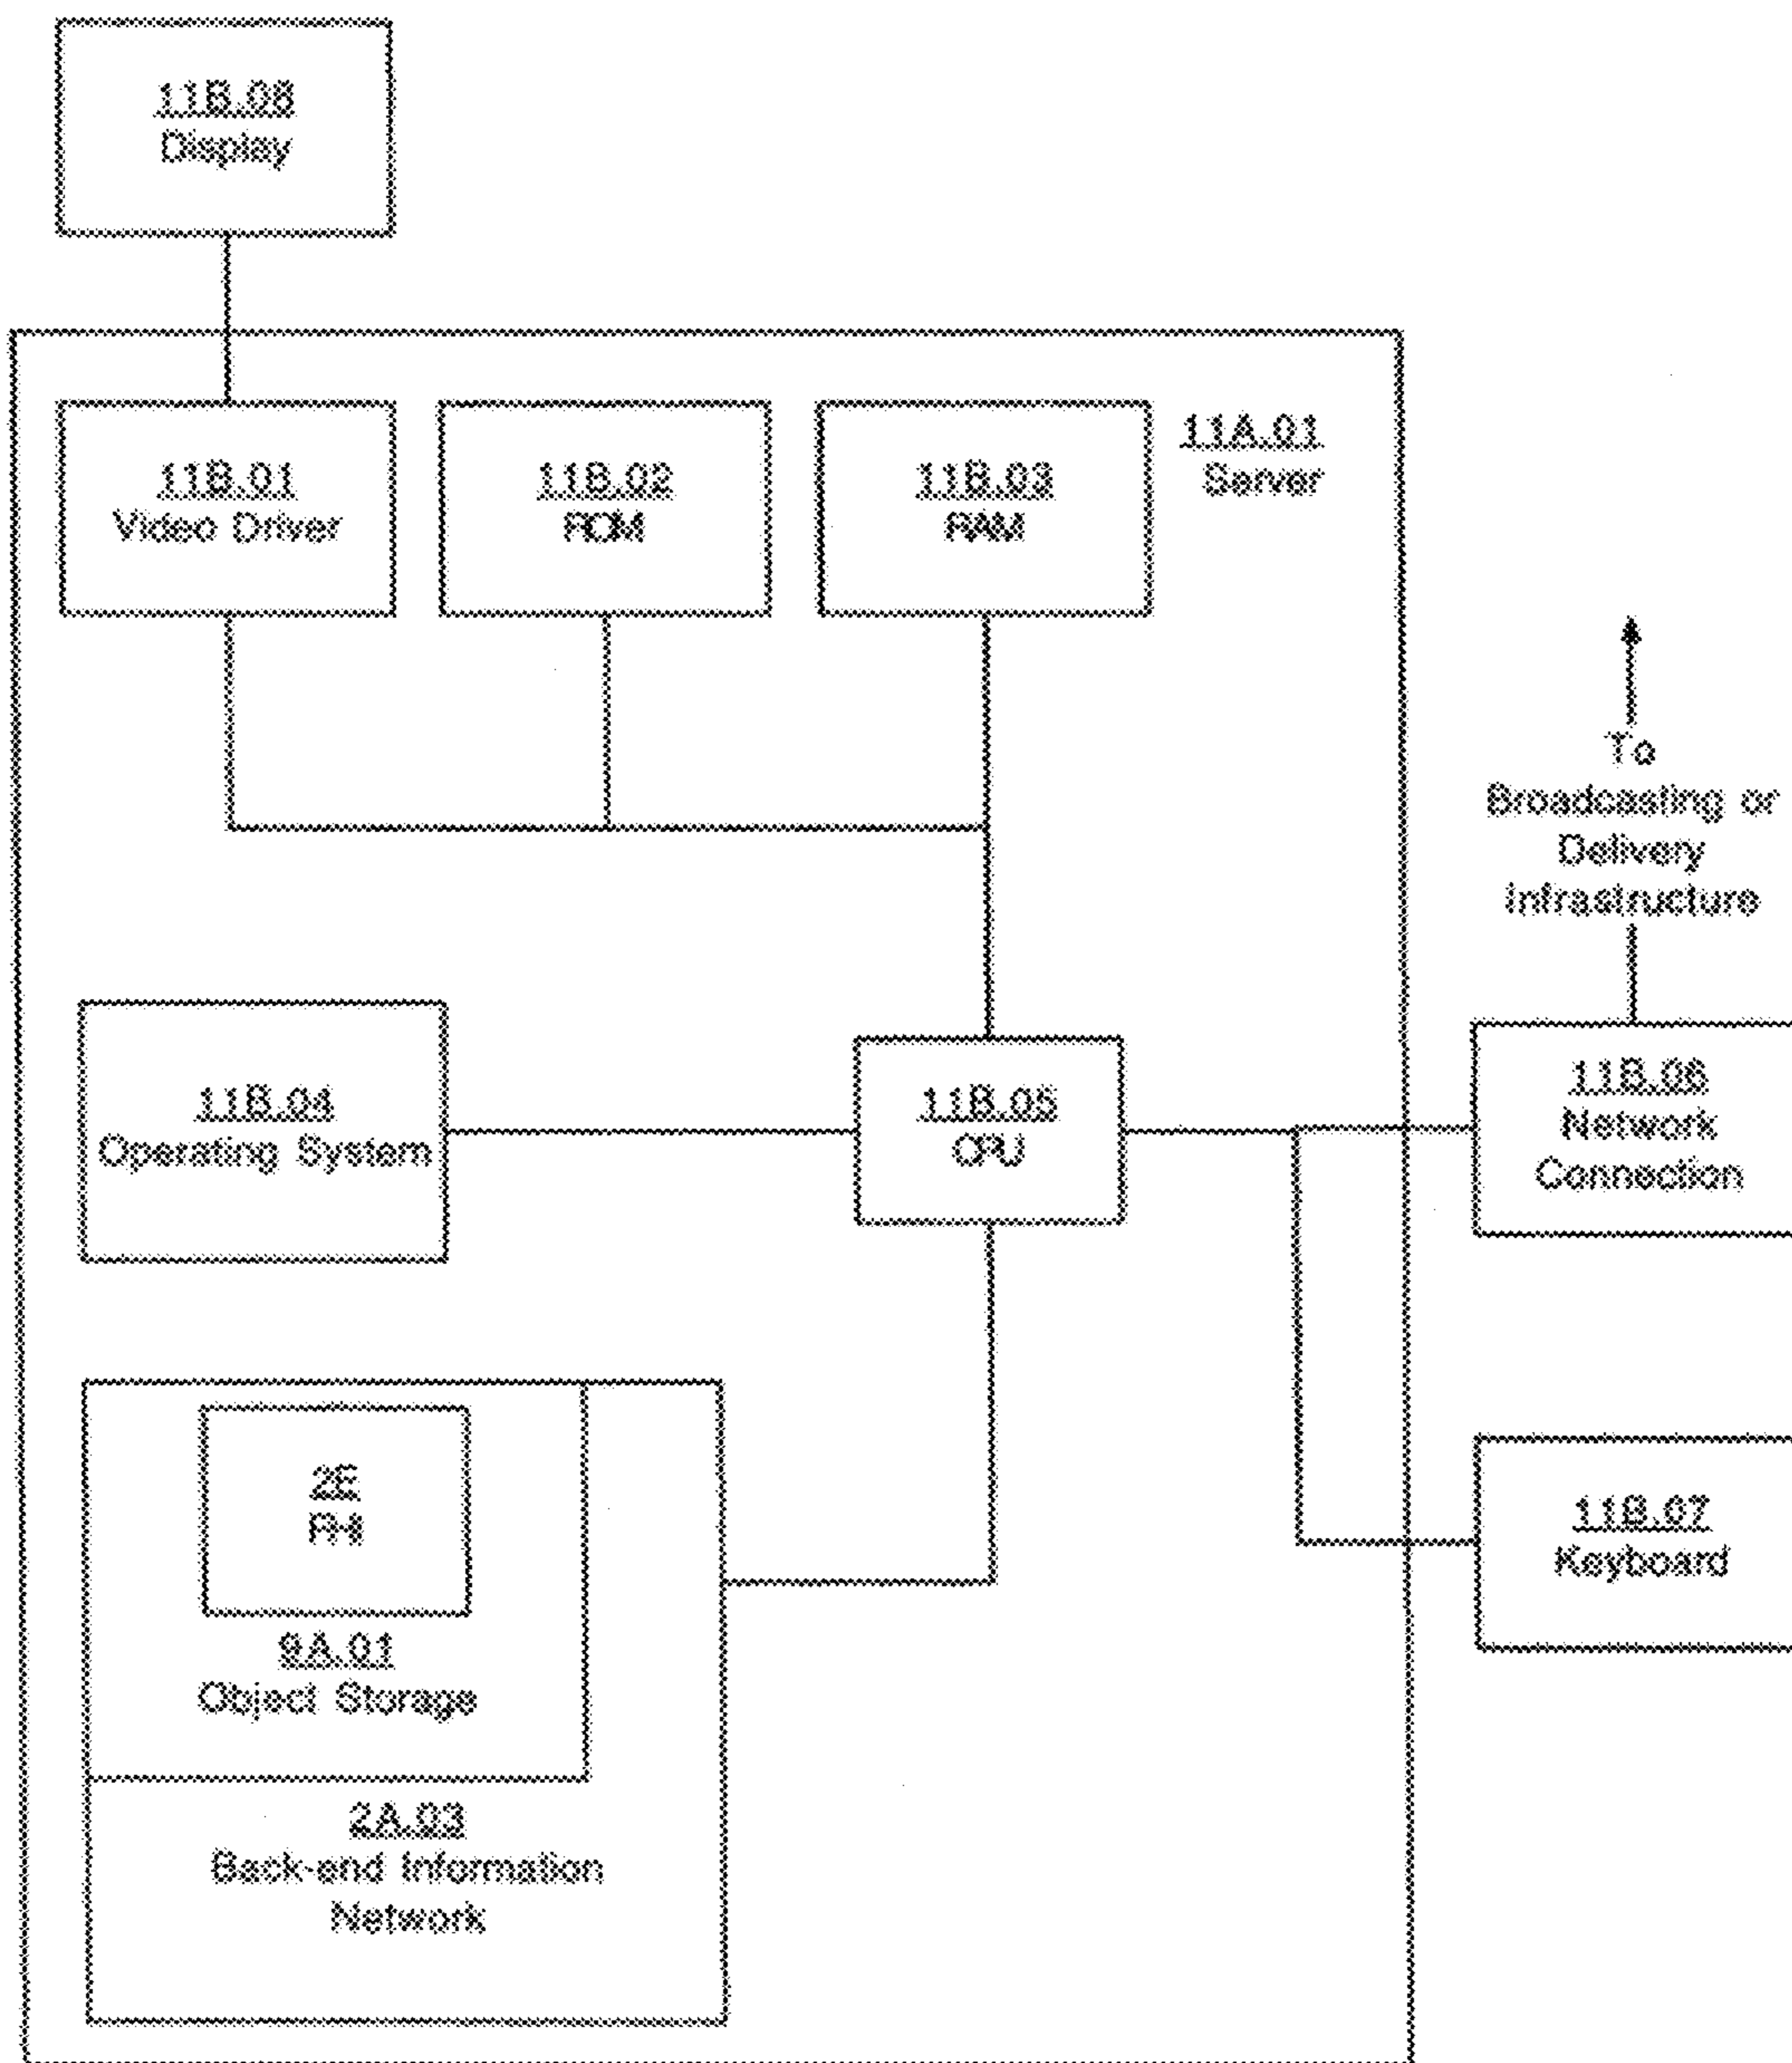 11B.08
Display
11B.01
Video Driver
11B.02
ROM
11B.03
RAM
11A.01
Server
To
Broadcasting or
Delivery
Infrastructure
11B.04
Operating System
11B.05
CPU
11B.06
Network
Connection
11B.07
Keyboard
2E
9A.01
Object Storage
2A.03
Back-end Information
Network